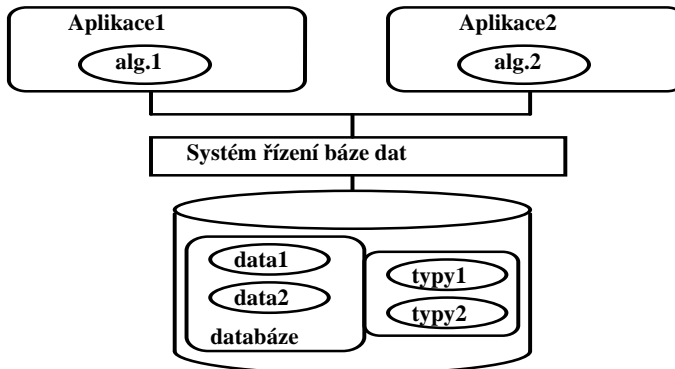 Aplikace1
alg.1
Aplikace2
alg.2
Systém řízení báze dat
data1
data2
databáze
typy1
typy2